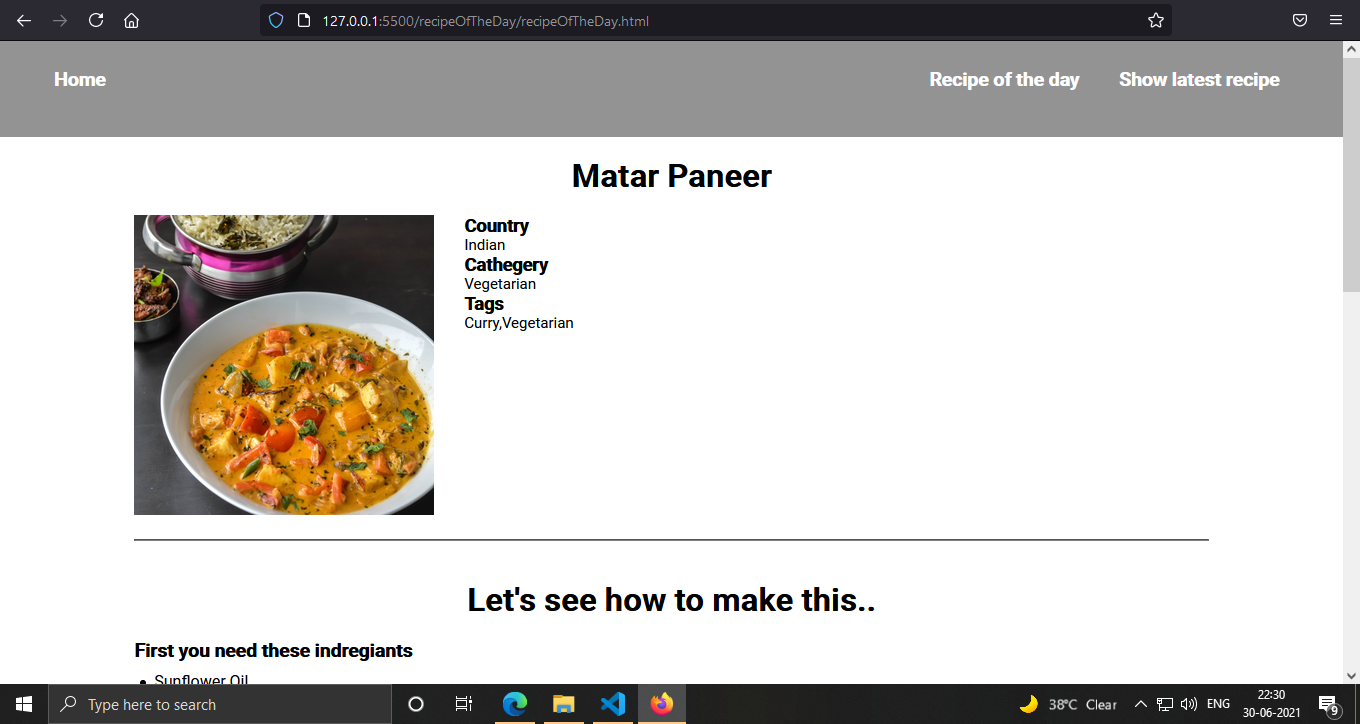 127.0.0.1:5500/recipeOfTheDay/recipeOfTheDay.html
Home Recipe of the day Show latest recipe
Matar Paneer
Country
Indian
Cathegery
Vegetarian
Tags
Curry,Vegetarian
Let's see how to make this..
First you need these indregiants
Sunflower Oil
Type here to search
38°C Clear
ENG
22:30
30-06-2021
9